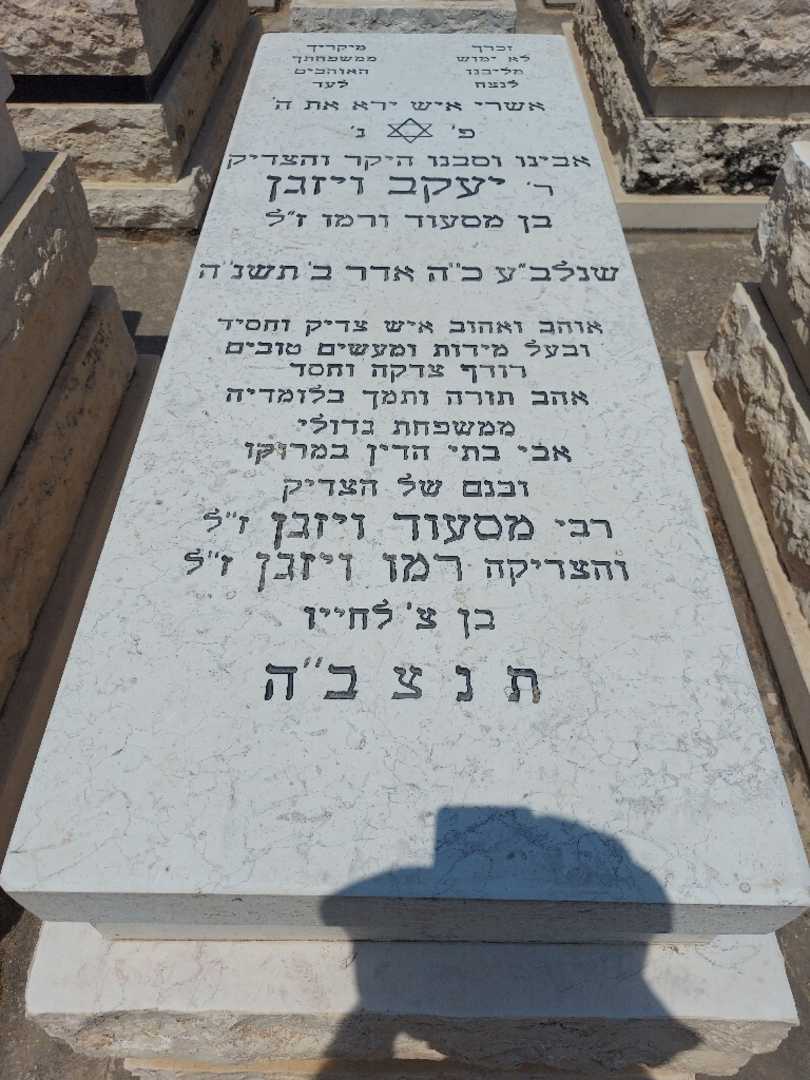 זכרך
לא ימוש
מליבנו
לנצח
מיקריך
ממשפחתך
האוהבים
לעד
אשרי איש ירא את ה'
פ' נ'
אבינו וסבנו היקר והצדיק
ר' יעקב ויזגן
בן מסעוד ורמו ז"ל
שנלב"ע כ"ה אדר ב' תשנ"ה
אוהב ואהוב איש צדיק וחסיד
ובעל מידות ומעשים טובים
רודף צדקה וחסד
אהב תורה ותמך בלומדיה
ממשפחת גדולי
אבי בתי הדין במרוקו
ובנם של הצדיק
רבי מסעוד ויזגן ז"ל
והצדיקה רמו ויזגן ז"ל
בן צ' לחייו
ת נ צ ב"ה